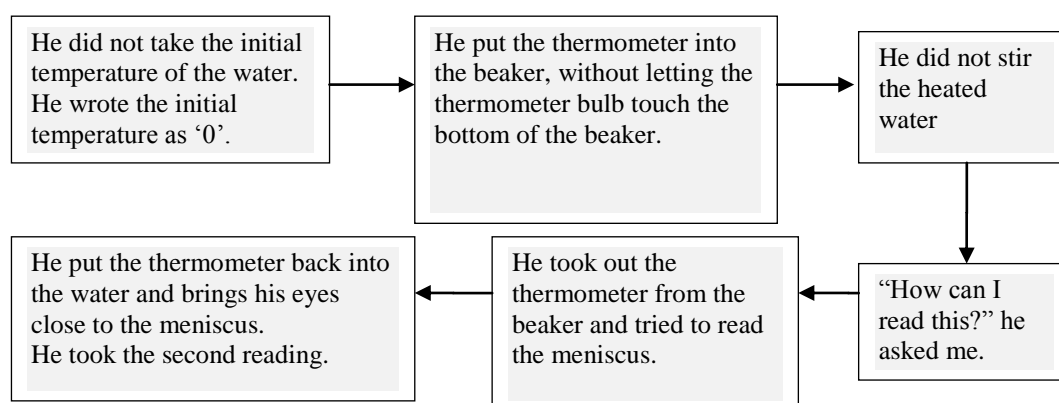 He did not take the initial
temperature of the water.
He wrote the initial
temperature as ‘0’.
He put the thermometer into
the beaker, without letting the
thermometer bulb touch the
bottom of the beaker.
He did not stir
the heated
water
“How can I
read this?” he
asked me.
He took out the
thermometer from the
beaker and tried to read
the meniscus.
He put the thermometer back into
the water and brings his eyes
close to the meniscus.
He took the second reading.